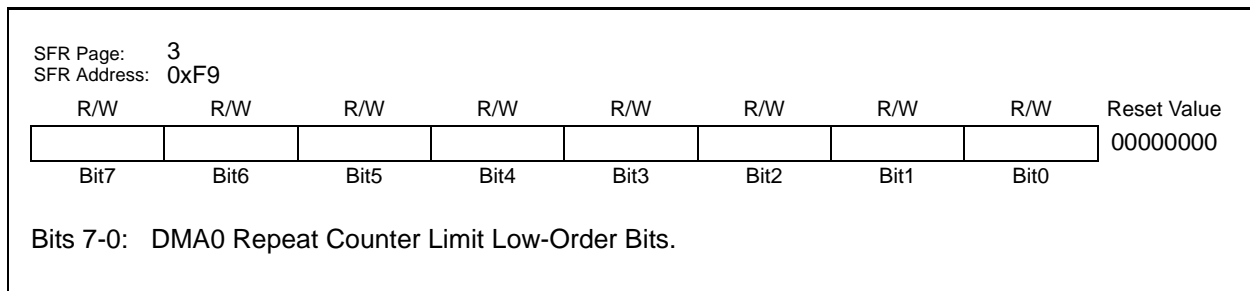 SFR Page: 3
SFR Address: 0xF9
R/W R/W R/W R/W R/W R/W R/W R/W Reset Value
00000000
Bit7 Bit6 Bit5 Bit4 Bit3 Bit2 Bit1 Bit0
Bits 7-0: DMA0 Repeat Counter Limit Low-Order Bits.